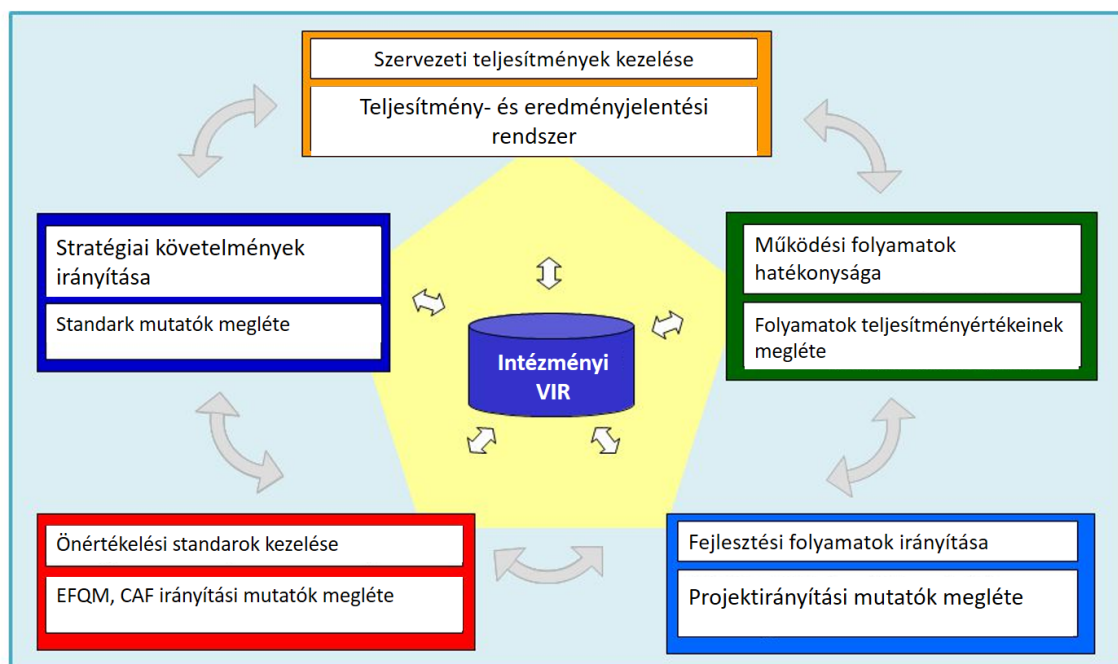 Szervezeti teljesítmények kezelése
Teljesítmény- és eredményjelentési
rendszer
Stratégiai követelmények
irányítása
Standark mutatók megléte
Működési folyamatok
hatékonysága
Folyamatok teljesítményértékeinek
megléte
Intézményi
VIR
Önértékelési standarok kezelése
EFQM, CAF irányítási mutatók megléte
Fejlesztési folyamatok irányítása
Projektirányítási mutatók megléte